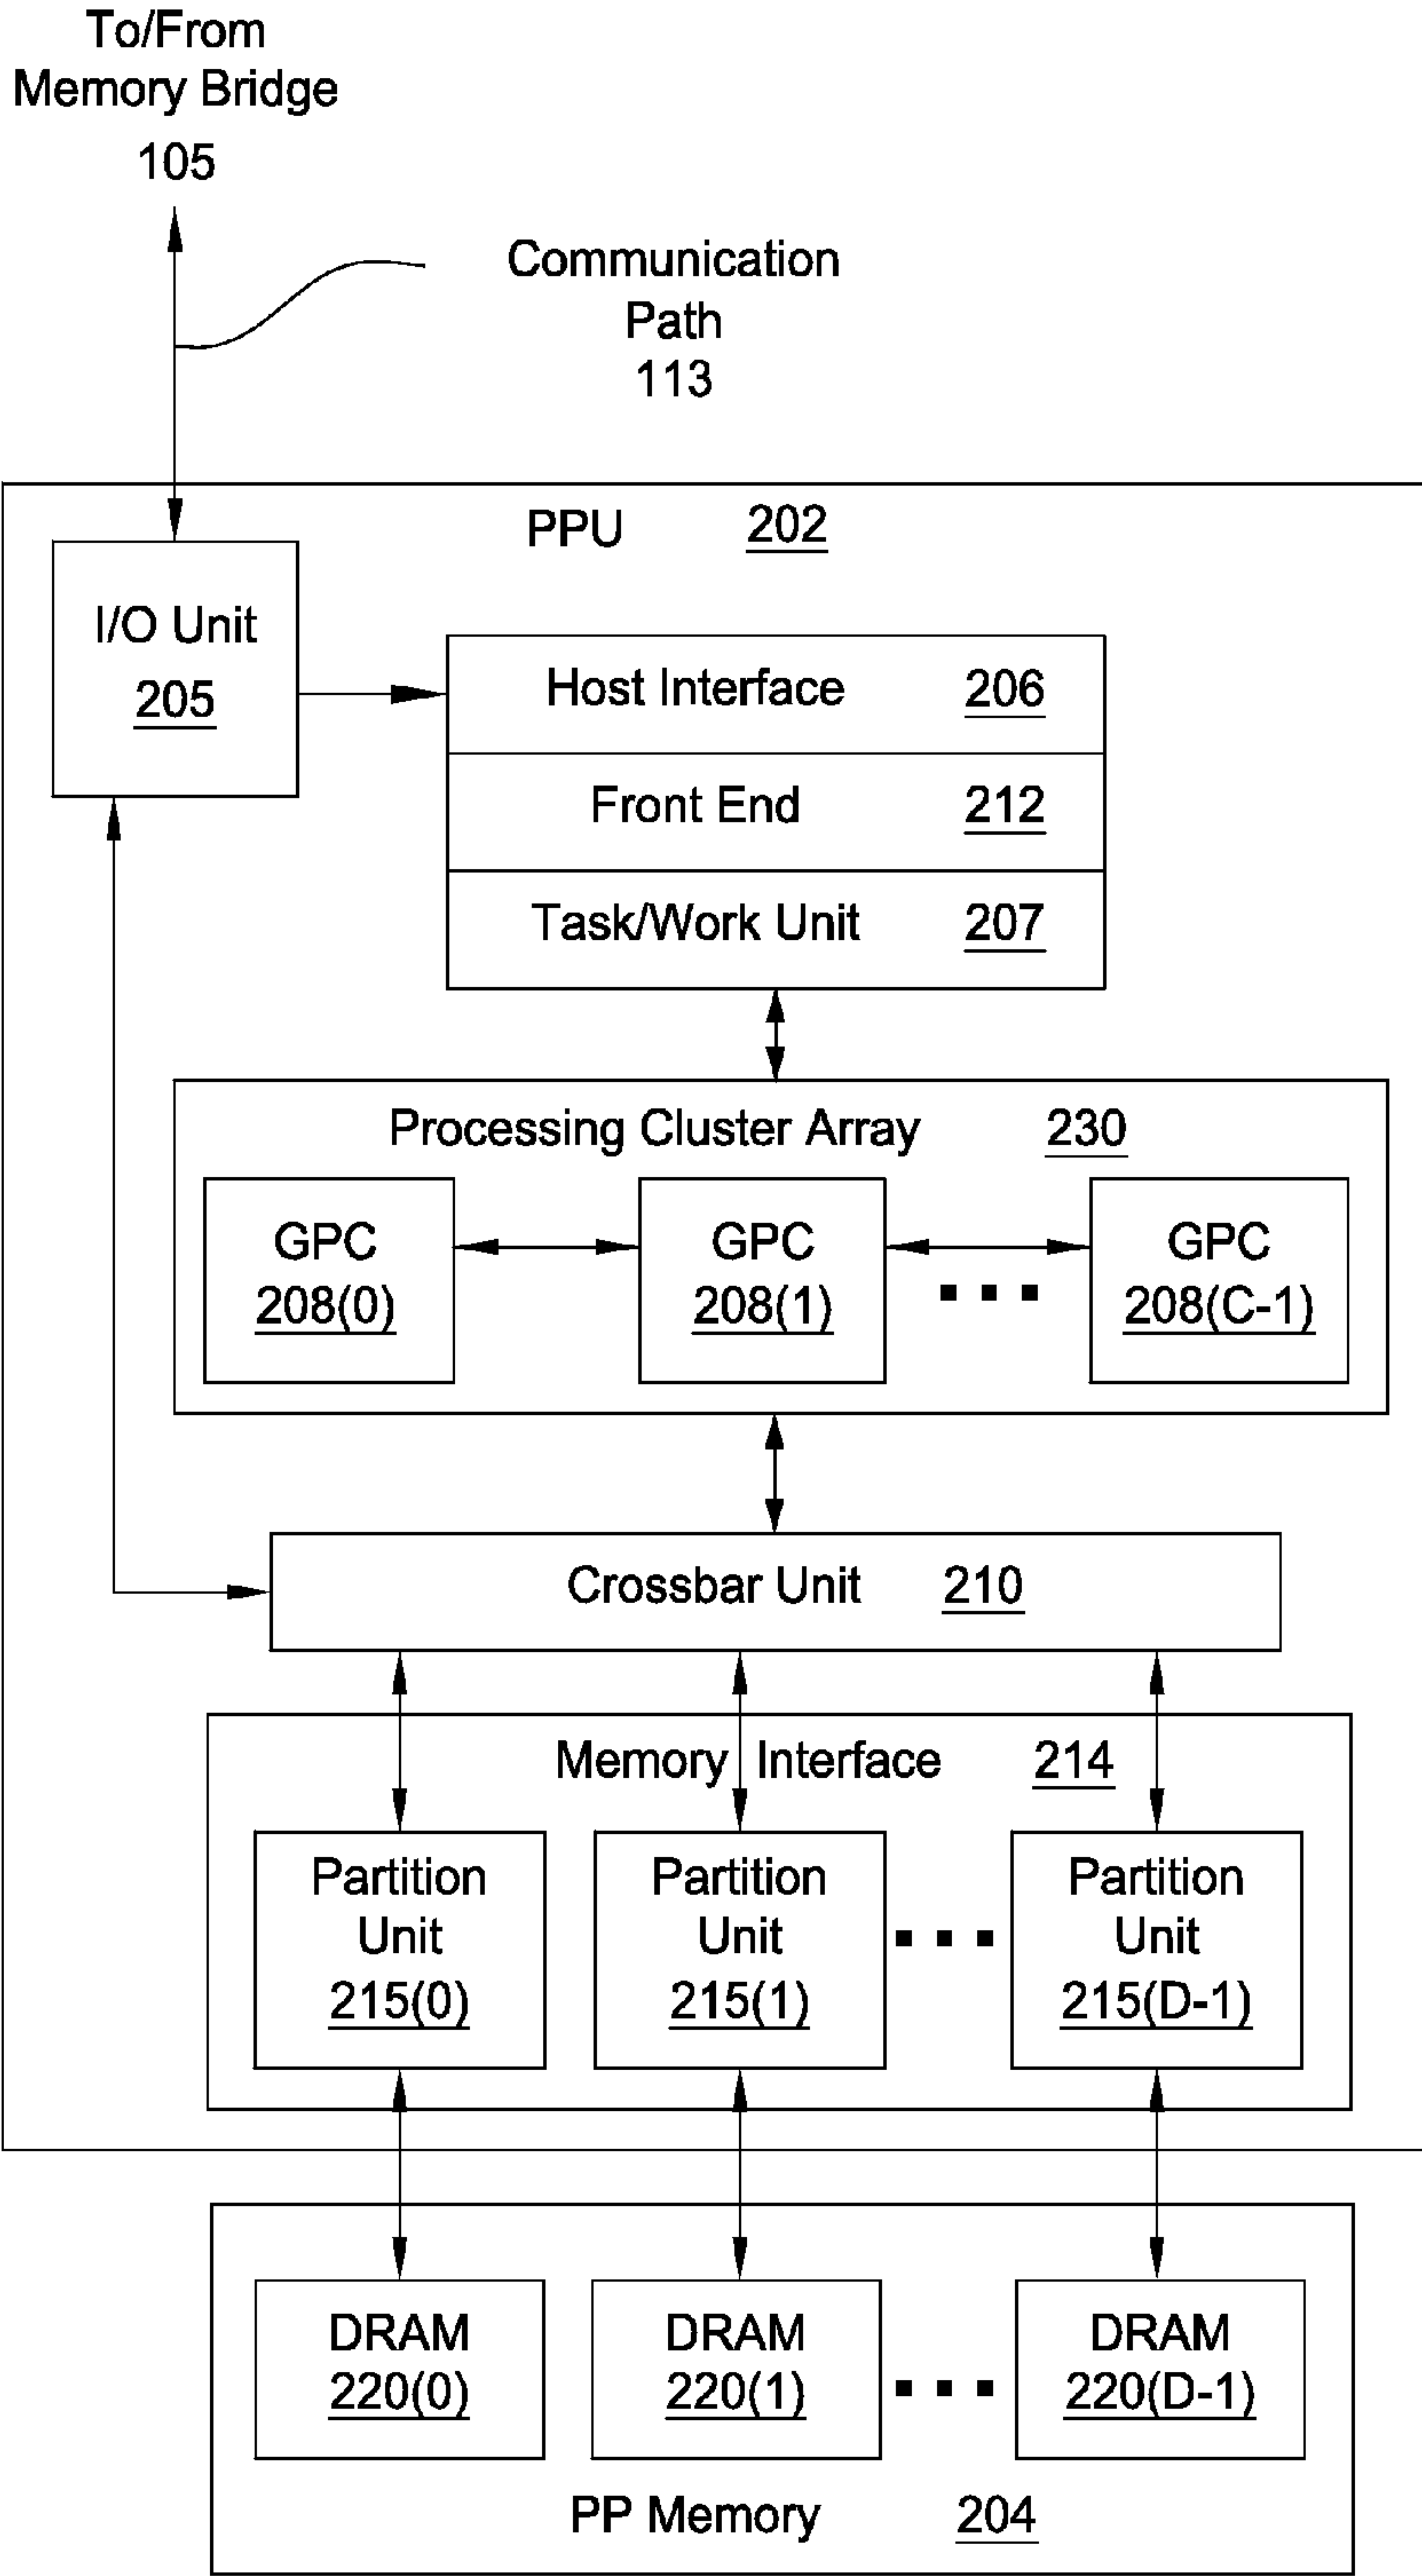 To/From
Memory Bridge
105
Communication
Path
113
PPU 202
I/O Unit
205
Host Interface 206
Front End 212
Task/Work Unit 207
Processing Cluster Array 230
GPC
208(0)
GPC
208(1)
GPC
208(C-1)
Crossbar Unit 210
Memory Interface 214
Partition
Unit
215(0)
Partition
Unit
215(1)
Partition
Unit
215(D-1)
DRAM
220(0)
DRAM
220(1)
DRAM
220(D-1)
PP Memory 204